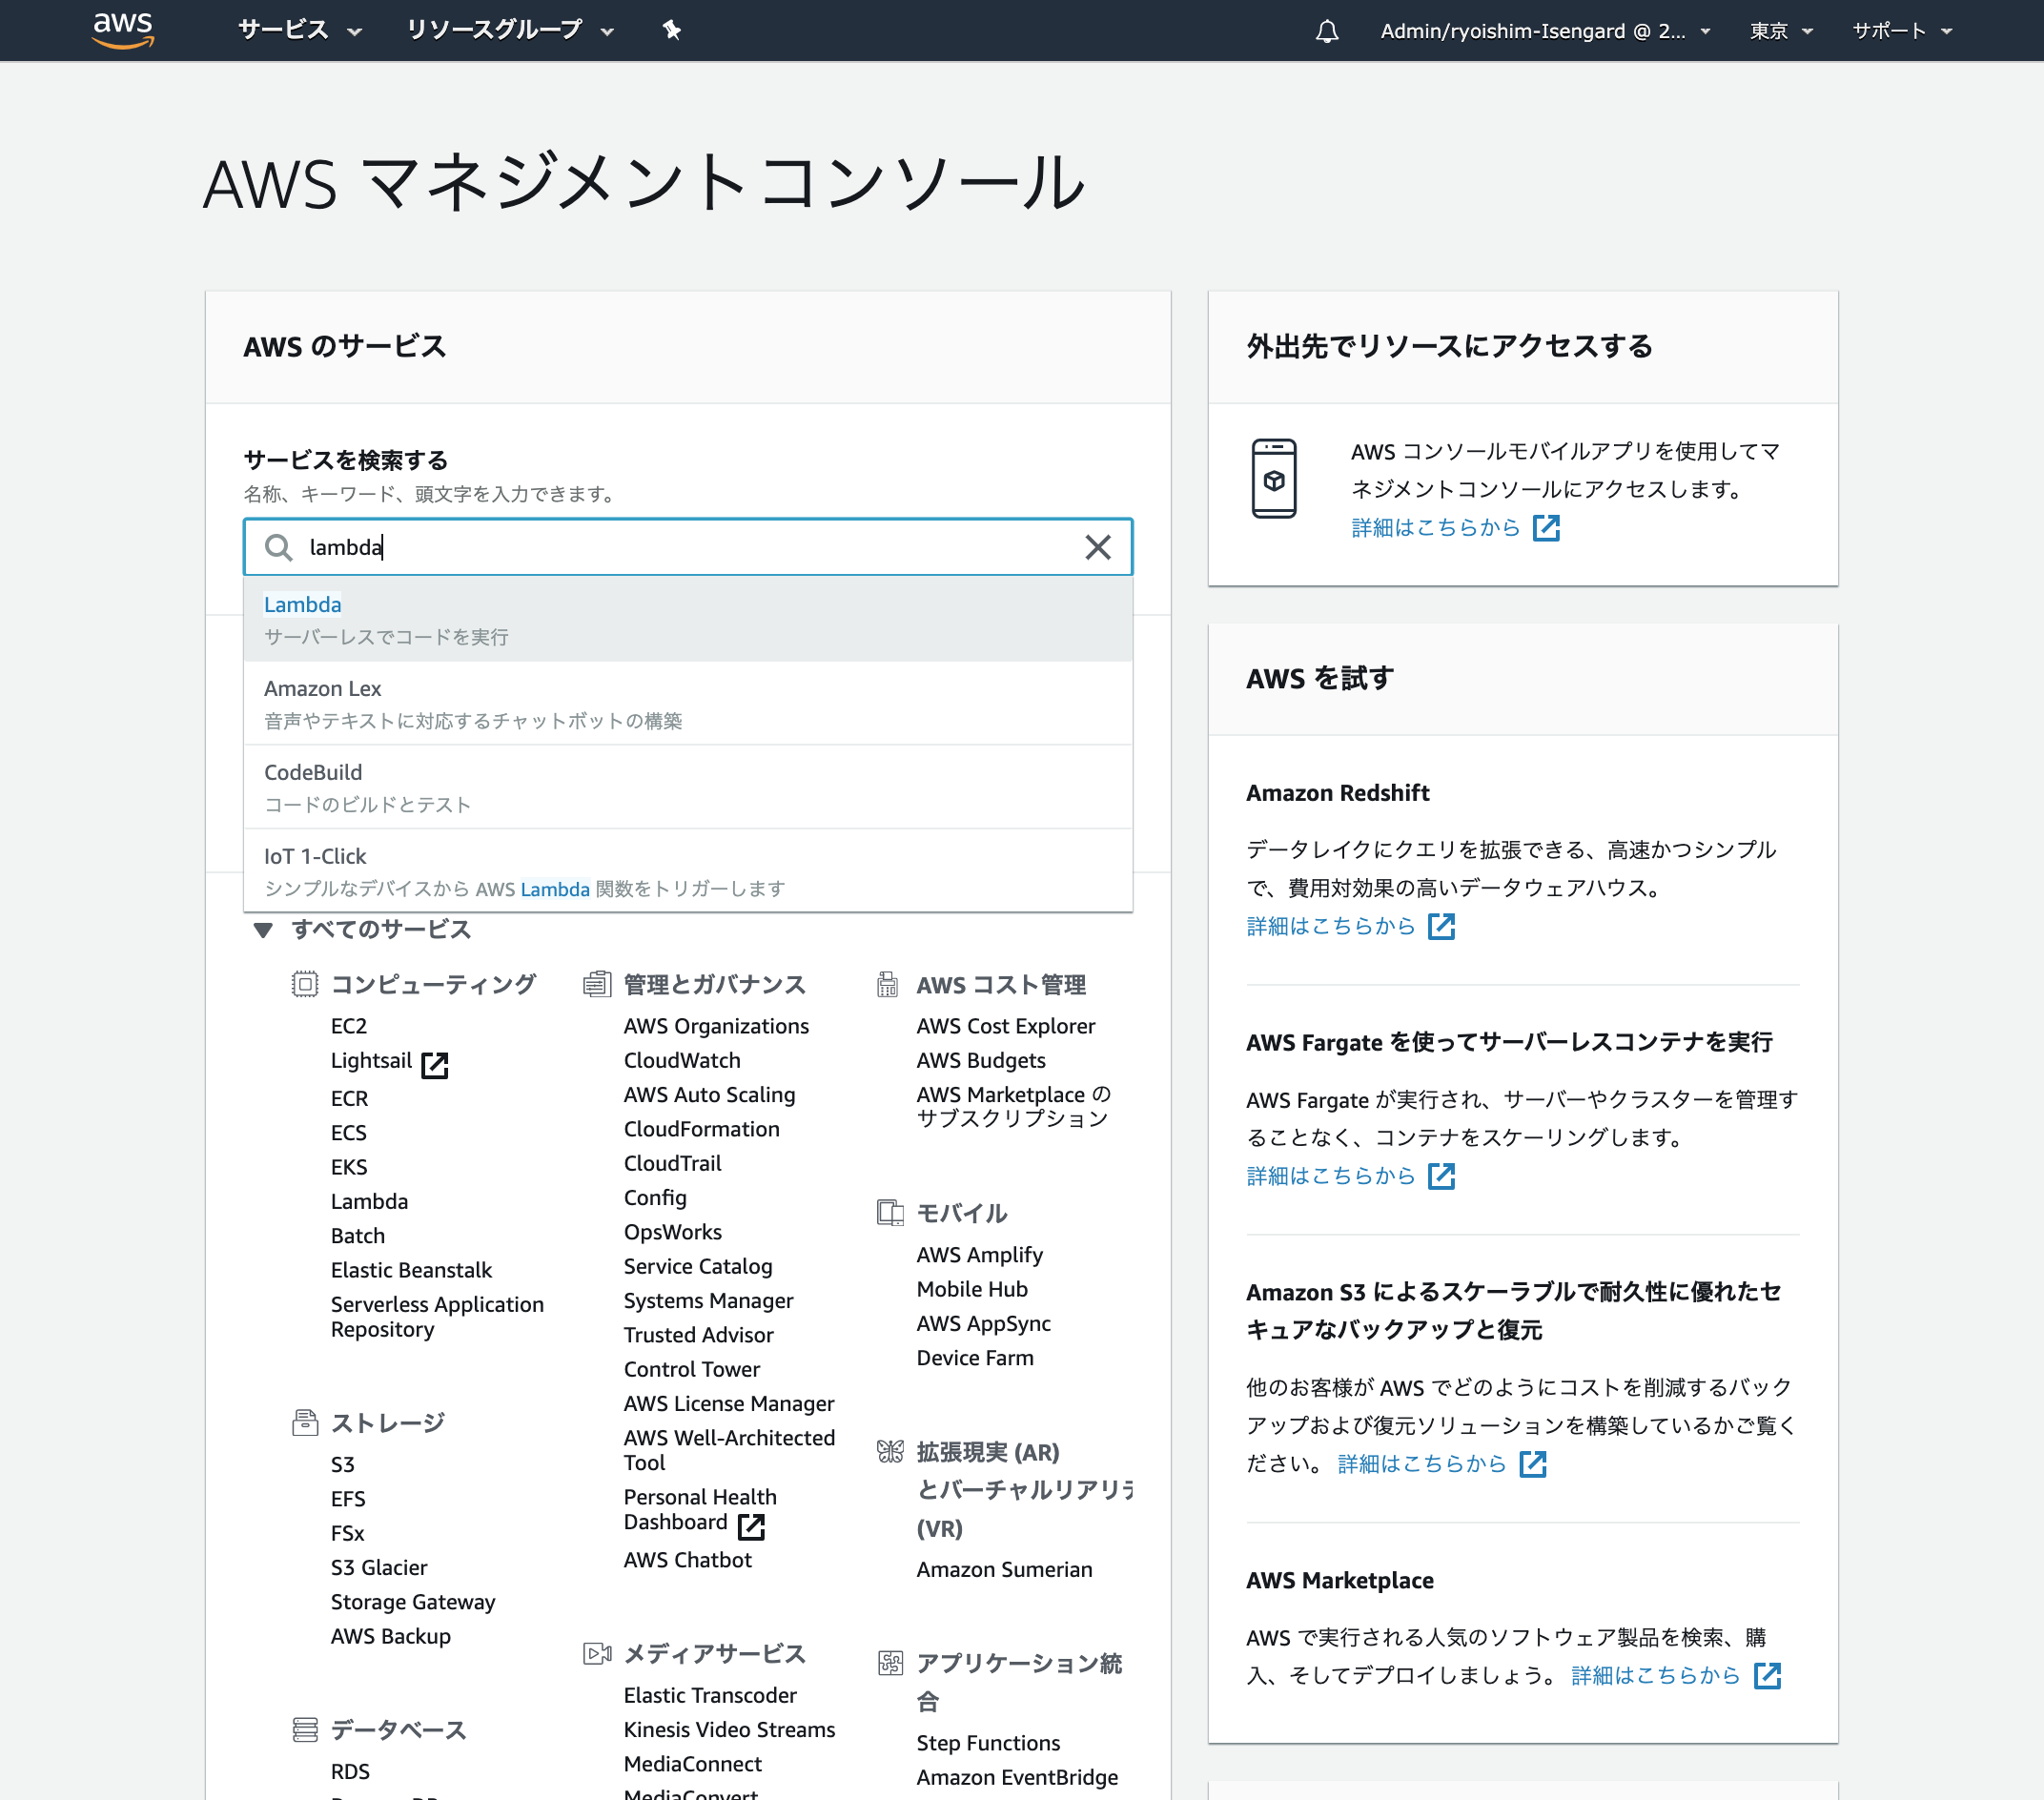 aws
サービス
リソースグループ
Admin/ryoishim-Isengard @ 2...
東京
サポート
AWS マネジメントコンソール
AWS のサービス
サービスを検索する
名称、キーワード、頭文字を入力できます。
lambda
Lambda
サーバーレスでコードを実行
Amazon Lex
音声やテキストに対応するチャットボットの構築
CodeBuild
コードのビルドとテスト
IoT 1-Click
シンプルなデバイスから AWS Lambda 関数をトリガーします
すべてのサービス
コンピューティング
EC2
Lightsail
ECR
ECS
EKS
Lambda
Batch
Elastic Beanstalk
Serverless Application
Repository
ストレージ
S3
EFS
FSx
S3 Glacier
Storage Gateway
AWS Backup
データベース
RDS
管理とガバナンス
AWS Organizations
CloudWatch
AWS Auto Scaling
CloudFormation
CloudTrail
Config
OpsWorks
Service Catalog
Systems Manager
Trusted Advisor
Control Tower
AWS License Manager
AWS Well-Architected
Tool
Personal Health
Dashboard
AWS Chatbot
メディアサービス
Elastic Transcoder
Kinesis Video Streams
MediaConnect
MediaConvert
AWS コスト管理
AWS Cost Explorer
AWS Budgets
AWS Marketplace の
サブスクリプション
モバイル
AWS Amplify
Mobile Hub
AWS AppSync
Device Farm
拡張現実 (AR)
とバーチャルリアリテ
(VR)
Amazon Sumerian
アプリケーション統
合
Step Functions
Amazon EventBridge
外出先でリソースにアクセスする
AWS コンソールモバイルアプリを使用してマ
ネジメントコンソールにアクセスします。
詳細はこちらから
AWS を試す
Amazon Redshift
データレイクにクエリを拡張できる、高速かつシンプル
で、費用対効果の高いデータウェアハウス。
詳細はこちらから
AWS Fargate を使ってサーバーレスコンテナを実行
AWS Fargate が実行され、サーバーやクラスターを管理す
ることなく、コンテナをスケーリングします。
詳細はこちらから
Amazon S3 によるスケーラブルで耐久性に優れたセ
キュアなバックアップと復元
他のお客様が AWS でどのようにコストを削減するバック
アップおよび復元ソリューションを構築しているかご覧く
ださい。 詳細はこちらから
AWS Marketplace
AWS で実行される人気のソフトウェア製品を検索、購
入、そしてデプロイしましょう。 詳細はこちらから